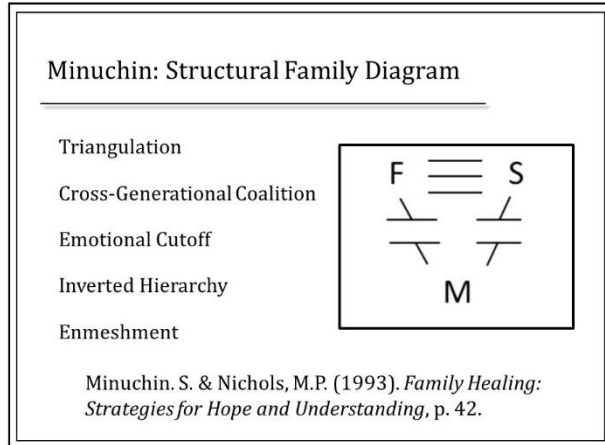 Minuchin: Structural Family Diagram
Triangulation
Cross-Generational Coalition
Emotional Cutoff
Inverted Hierarchy
Enmeshment
F S
M
Minuchin. S. & Nichols, M.P. (1993). Family Healing:
Strategies for Hope and Understanding, p. 42.